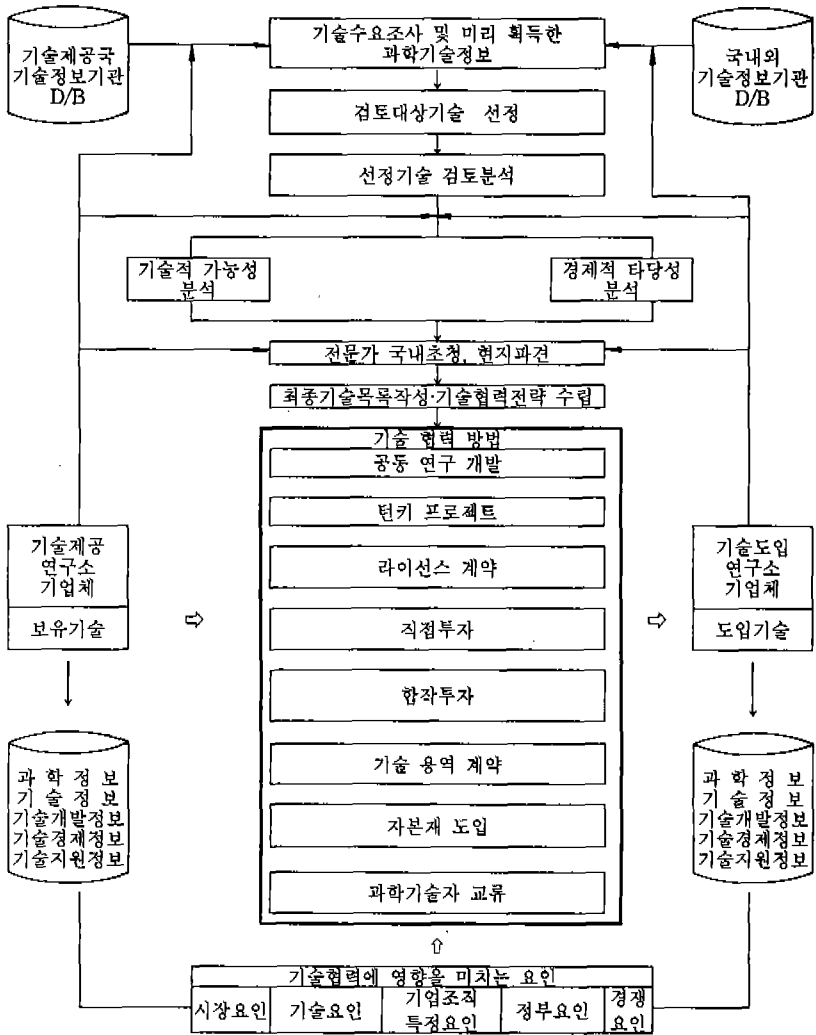 기술제공국
기술정보기관
D/B
기술수요조사 및 미리 획득한
과학기술정보
국내외
기술정보기관
D/B
검토대상기술 선정
선정기술 검토분석
기술적 가능성
분석
경제적 타당성
분석
전문가 국내초청, 현지파견
최종기술목록작성·기술협력전략 수립
기술 협력 방법
공동 연구 개발
턴키 프로젝트
라이선스 계약
직접투자
합작투자
기술 용역 계약
자본재 도입
과학기술자 교류
기술제공
연구소
기업체
보유기술
기술도입
연구소
기업체
도입기술
과 학 정 보
기 술 정 보
기술개발정보
기술경제정보
기술지원정보
과 학 정 보
기 술 정 보
기술개발정보
기술경제정보
기술지원정보
기술협력에 영향을 미치는 요인
시장요인
기술요인
기업조직
특정요인
정부요인
경쟁
요인